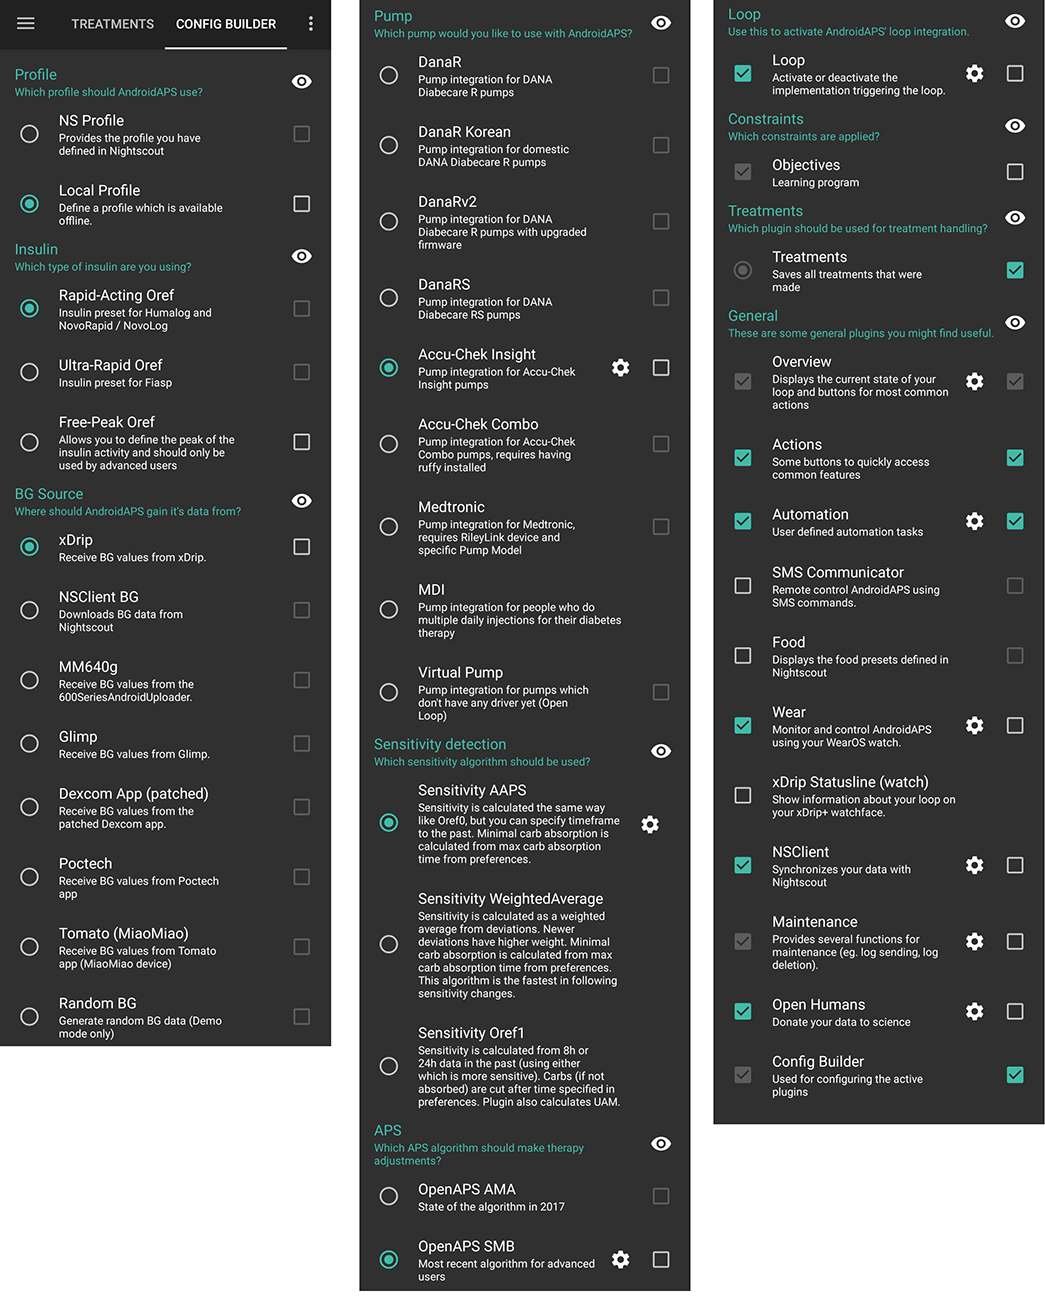 TREATMENTS
CONFIG BUILDER
Profile
Which profile should AndroidAPS use?
NS Profile
Provides the profile you have
defined in Nightscout
Local Profile
Define a profile which is available
offline.
Insulin
Which type of insulin are you using?
Rapid-Acting Oref
Insulin preset for Humalog and
NovoRapid / NovoLog
Ultra-Rapid Oref
Insulin preset for Fiasp
Free-Peak Oref
Allows you to define the peak of the
insulin activity and should only be
used by advanced users
BG Source
Where should AndroidAPS gain it's data from?
xDrip
Receive BG values from xDrip.
NSClient BG
Downloads BG data from
Nightscout
MM640g
Receive BG values from the
600SeriesAndroidUploader.
Glimp
Receive BG values from Glimp.
Dexcom App (patched)
Receive BG values from the
patched Dexcom app.
Poctech
Receive BG values from Poctech
app
Tomato (MiaoMiao)
Receive BG values from Tomato
app (MiaoMiao device)
Random BG
Generate random BG data (Demo
mode only)
Pump
Which pump would you like to use with AndroidAPS?
DanaR
Pump integration for DANA
Diabecare R pumps
DanaR Korean
Pump integration for domestic
DANA Diabecare R pumps
DanaRv2
Pump integration for DANA
Diabecare R pumps with upgraded
firmware
DanaRS
Pump integration for DANA
Diabecare RS pumps
Accu-Chek Insight
Pump integration for Accu-Chek
Insight pumps
Accu-Chek Combo
Pump integration for Accu-Chek
Combo pumps, requires having
ruffy installed
Medtronic
Pump integration for Medtronic,
requires RileyLink device and
specific Pump Model
MDI
Pump integration for people who do
multiple daily injections for their diabetes
therapy
Virtual Pump
Pump integration for pumps which
don't have any driver yet (Open
Loop)
Sensitivity detection
Which sensitivity algorithm should be used?
Sensitivity AAPS
Sensitivity is calculated the same way
like Oref0, but you can specify timeframe
to the past. Minimal carb absorption is
calculated from max carb absorption
time from preferences.
Sensitivity WeightedAverage
Sensitivity is calculated as a weighted
average from deviations. Newer
deviations have higher weight. Minimal
carb absorption is calculated from max
carb absorption time from preferences.
This algorithm is the fastest in following
sensitivity changes.
Sensitivity Oref1
Sensitivity is calculated from 8h or
24h data in the past (using either
which is more sensitive). Carbs (if not
absorbed) are cut after time specified in
preferences. Plugin also calculates UAM.
APS
Which APS algorithm should make therapy
adjustments?
OpenAPS AMA
State of the algorithm in 2017
OpenAPS SMB
Most recent algorithm for advanced
users
Loop
Use this to activate AndroidAPS' loop integration.
Loop
Activate or deactivate the
implementation triggering the loop.
Constraints
Which constraints are applied?
Objectives
Learning program
Treatments
Which plugin should be used for treatment handling?
Treatments
Saves all treatments that were
made
General
These are some general plugins you might find useful.
Overview
Displays the current state of your
loop and buttons for most common
actions
Actions
Some buttons to quickly access
common features
Automation
User defined automation tasks
SMS Communicator
Remote control AndroidAPS using
SMS commands.
Food
Displays the food presets defined in
Nightscout
Wear
Monitor and control AndroidAPS
using your WearOS watch.
xDrip Statusline (watch)
Show information about your loop on
your xDrip+ watchface.
NSClient
Synchronizes your data with
Nightscout
Maintenance
Provides several functions for
maintenance (eg. log sending, log
deletion).
Open Humans
Donate your data to science
Config Builder
Used for configuring the active
plugins